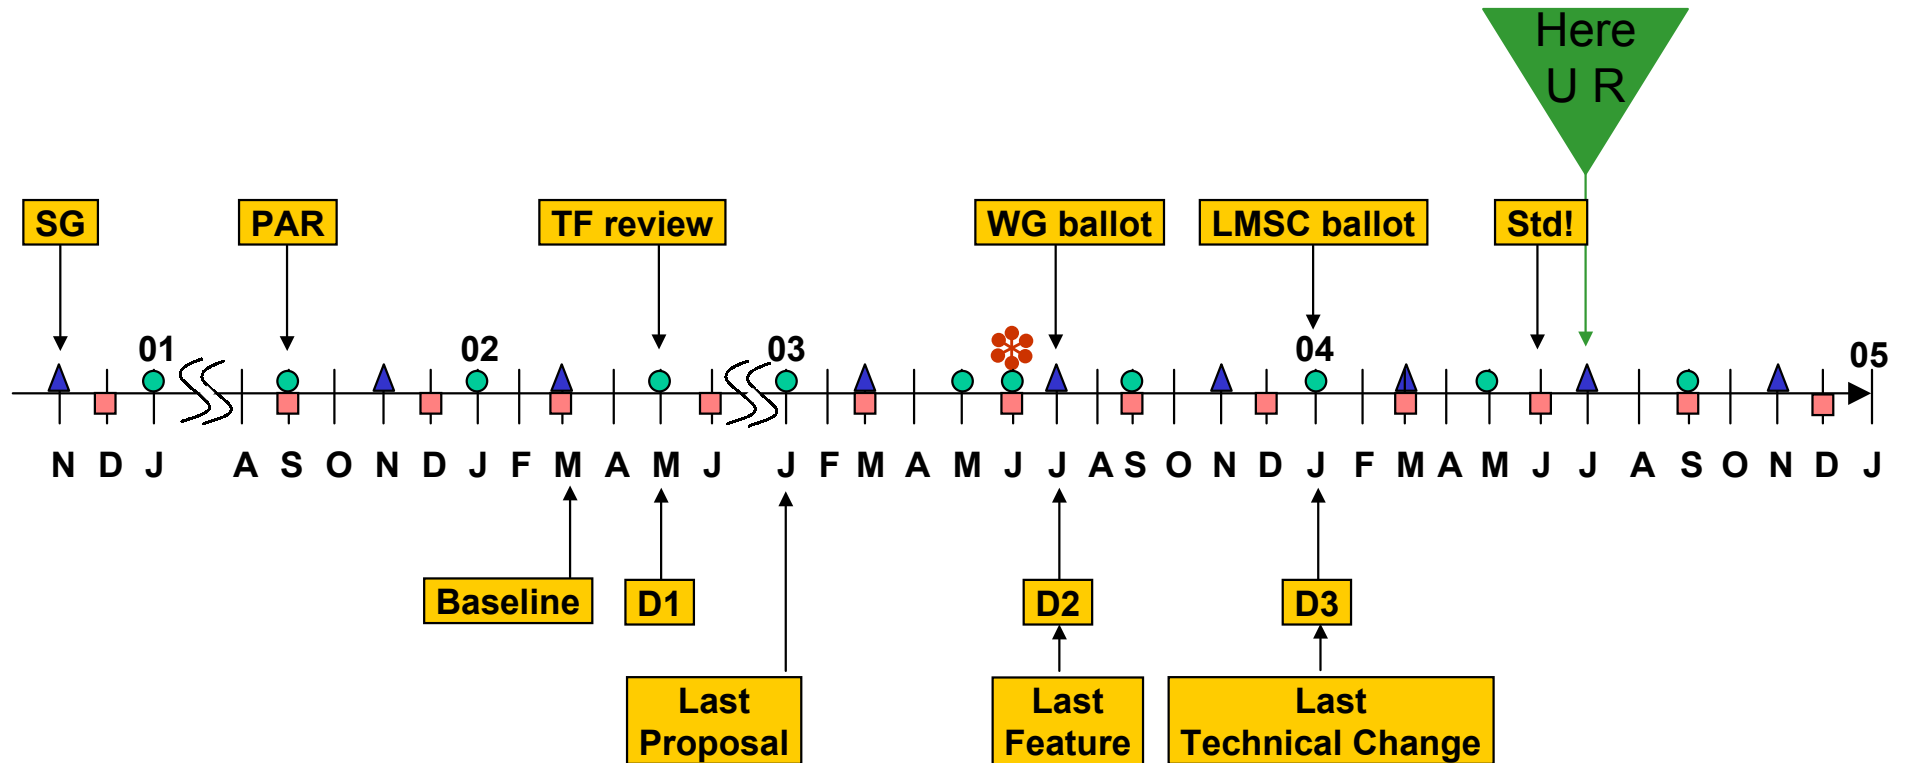 Here
U R
SG
PAR
TF review
WG ballot
LMSC ballot
Std!
01
02
03
04
05
N D J A S O N D J F M A M J J F M A M J J A S O N D J F M A M J J A S O N D J
Baseline
D1
D2
D3
Last
Proposal
Last
Feature
Last
Technical Change